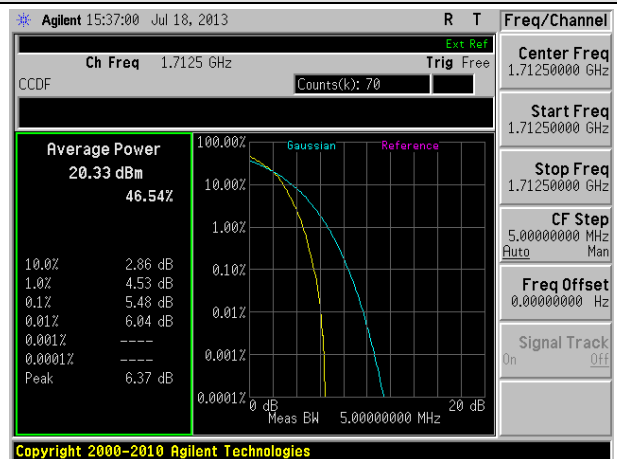 Agilent 15:37:00 Jul 18, 2013 R T Freq/Channel
Ext Ref
Ch Freq 1.7125 GHz Trig Free
CCDF Counts(k): 70
Center Freq
1.71250000 GHz
Start Freq
1.71250000 GHz
Stop Freq
1.71250000 GHz
CF Step
5.00000000 MHz
Auto Man
Freq Offset
0.00000000 Hz
Signal Track
On Off
Average Power
20.33 dBm
46.54%
10.0% 2.86 dB
1.0% 4.53 dB
0.1% 5.48 dB
0.01% 6.04 dB
0.001% ----
0.0001% ----
Peak 6.37 dB
Gaussian Reference
100.00%
10.00%
1.00%
0.10%
0.01%
0.001%
0.0001%
0 dB 20 dB
Meas BW 5.00000000 MHz
Copyright 2000-2010 Agilent Technologies